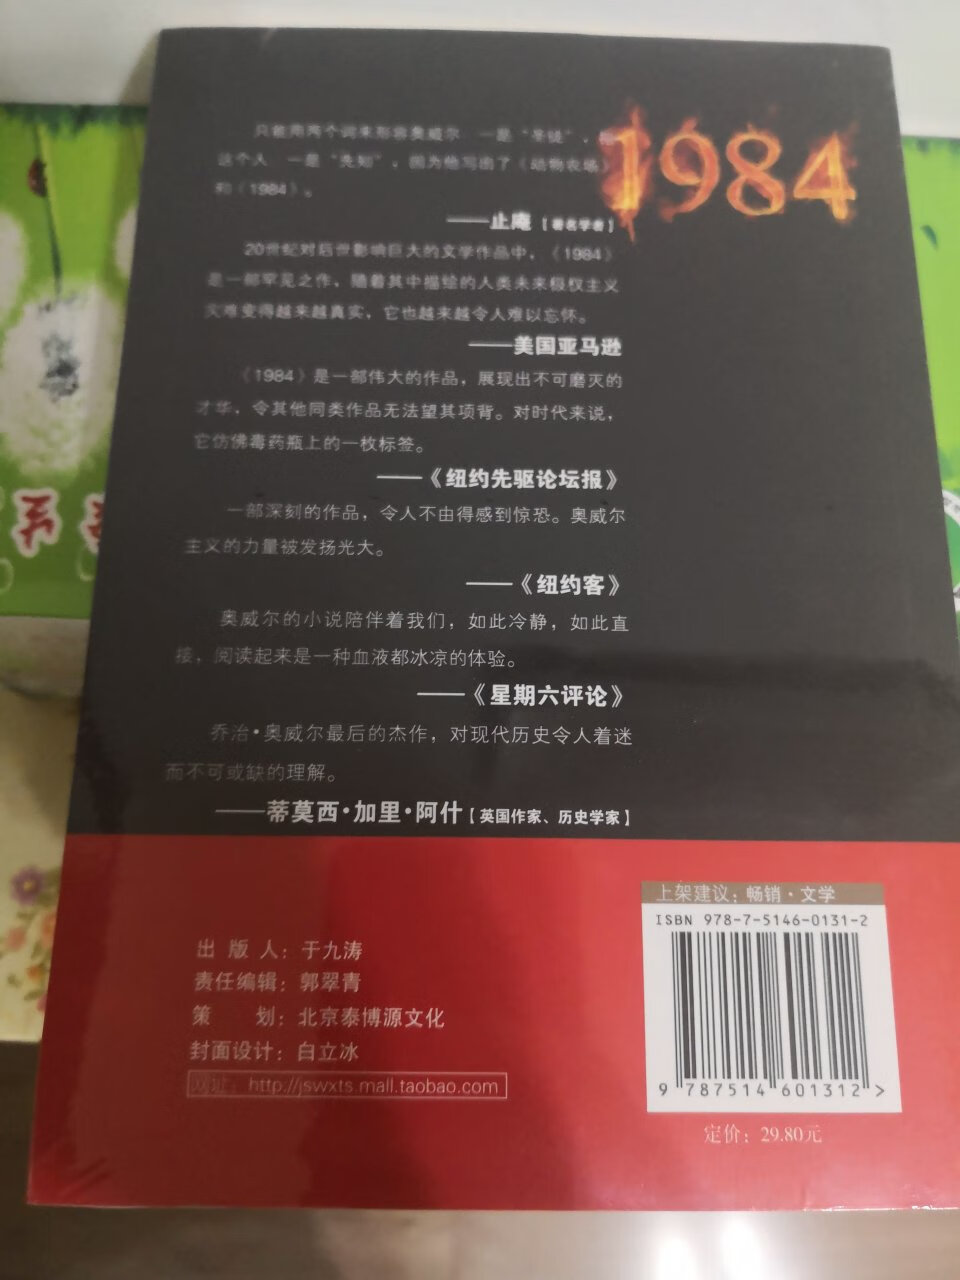 1984
只能用两个词来形容奥威尔 一是“圣徒”，指
这个人 一是“先知”，因为他写出了《动物农场》
和《1984》。
——止庵［著名学者］
20世纪对后世影响巨大的文学作品中，《1984》
是一部罕见之作，随着其中描绘的人类未来极权主义
灾难变得越来越真实，它也越来越令人难以忘怀。
——美国亚马逊
《1984》是一部伟大的作品，展现出不可磨灭的
才华，令其他同类作品无法望其项背。对时代来说，
它仿佛毒药瓶上的一枚标签。
——《纽约先驱论坛报》
一部深刻的作品，令人不由得感到惊恐。奥威尔
主义的力量被发扬光大。
——《纽约客》
奥威尔的小说陪伴着我们，如此冷静，如此直
接，阅读起来是一种血液都冰凉的体验。
——《星期六评论》
乔治·奥威尔最后的杰作，对现代历史令人着迷
而不可或缺的理解。
——蒂莫西·加里·阿什［英国作家、历史学家］
上架建议：畅销·文学
ISBN 978-7-5146-0131-2
9 787514 601312 >
定价：29.80元
出 版 人：于九涛
责任编辑：郭翠青
策 划：北京泰博源文化
封面设计：白立冰
网址：http://jswxts.mall.taobao.com